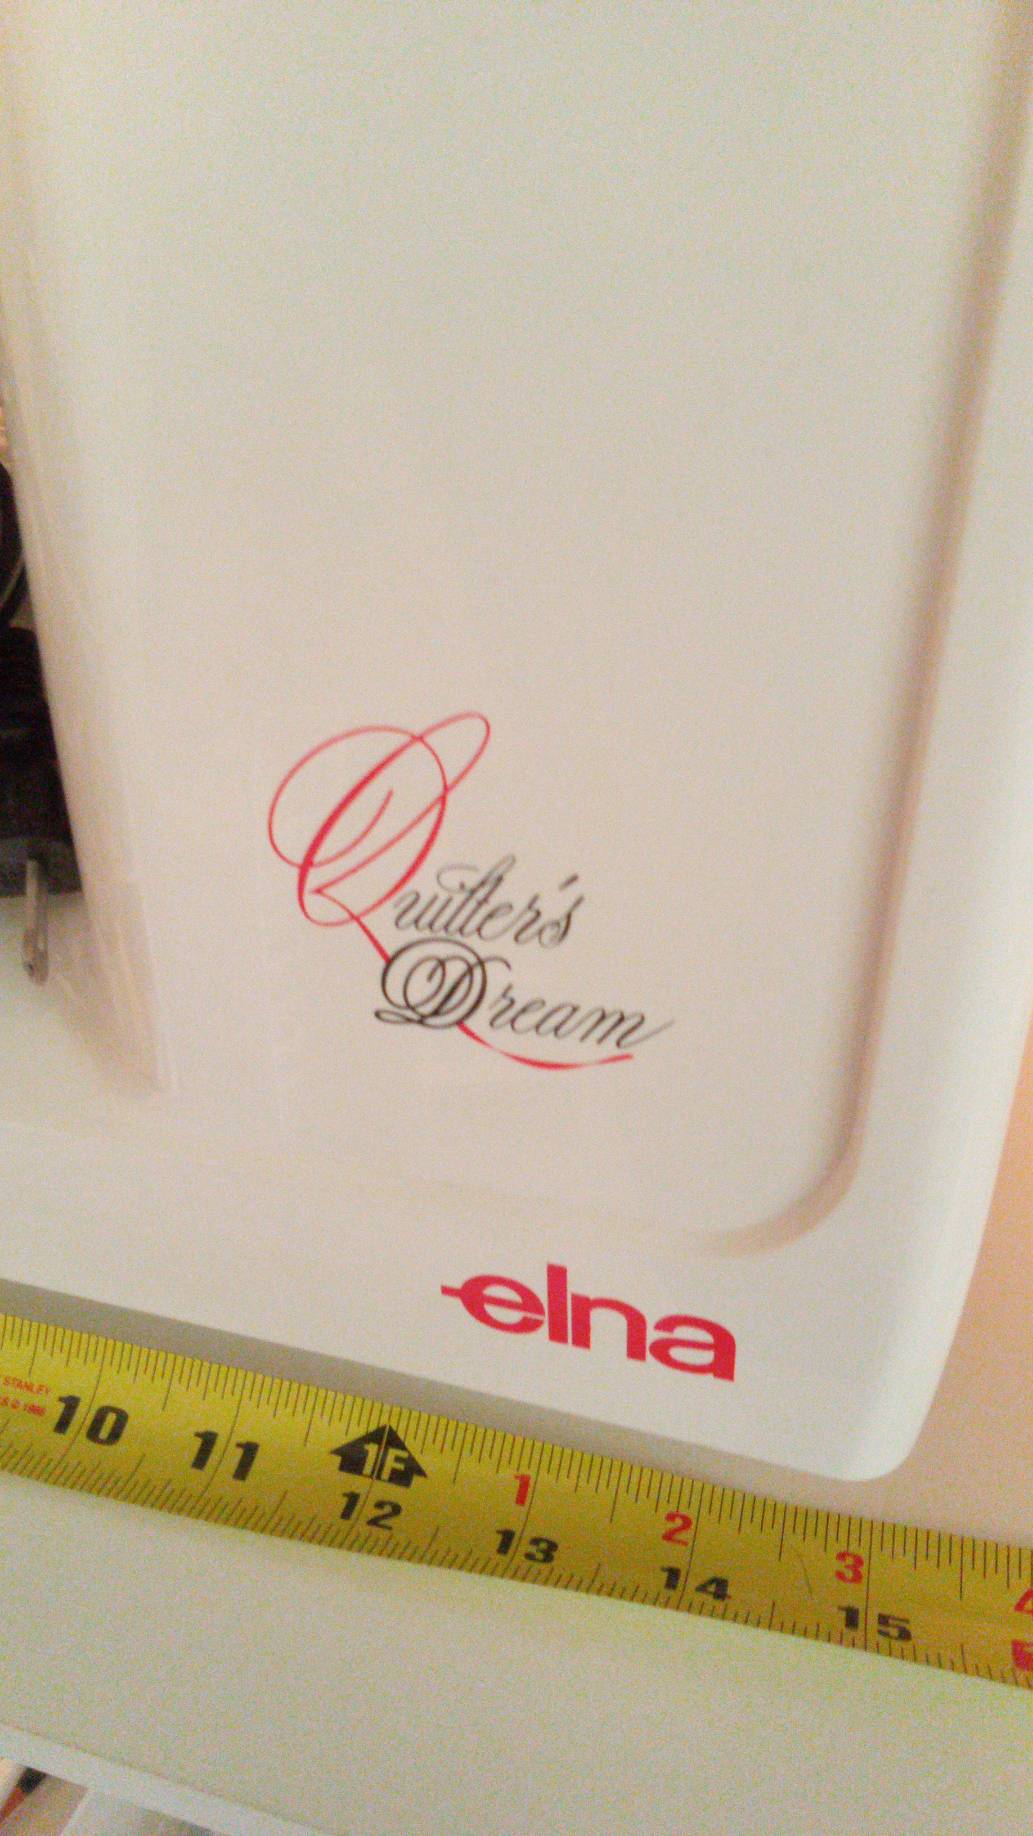 Quilter's
Dream
elna
STANLEY
10 11 1F 1 2 3
12 13 14 15